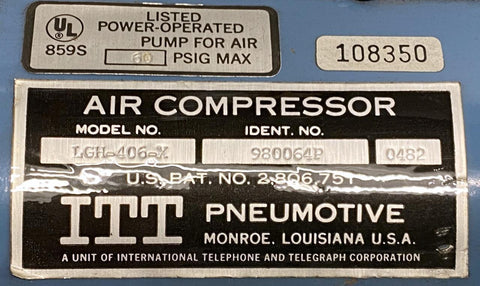 LISTED
UL
POWER-OPERATED
859S
PUMP FOR AIR
60 PSIG MAX
108350
AIR COMPRESSOR
MODEL NO. IDENT. NO.
LGH-406-X 980064P 0482
U.S. PAT. NO. 2,806,751
ITT PNEUMOTIVE
MONROE, LOUISIANA U.S.A.
A UNIT OF INTERNATIONAL TELEPHONE AND TELEGRAPH CORPORATION